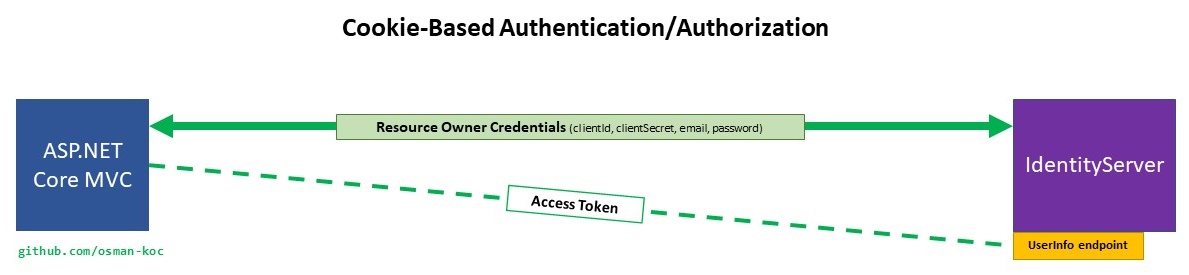 Cookie-Based Authentication/Authorization
ASP.NET
Core MVC
Resource Owner Credentials (clientId, clientSecret, email, password)
IdentityServer
Access Token
UserInfo endpoint
github.com/osman-koc